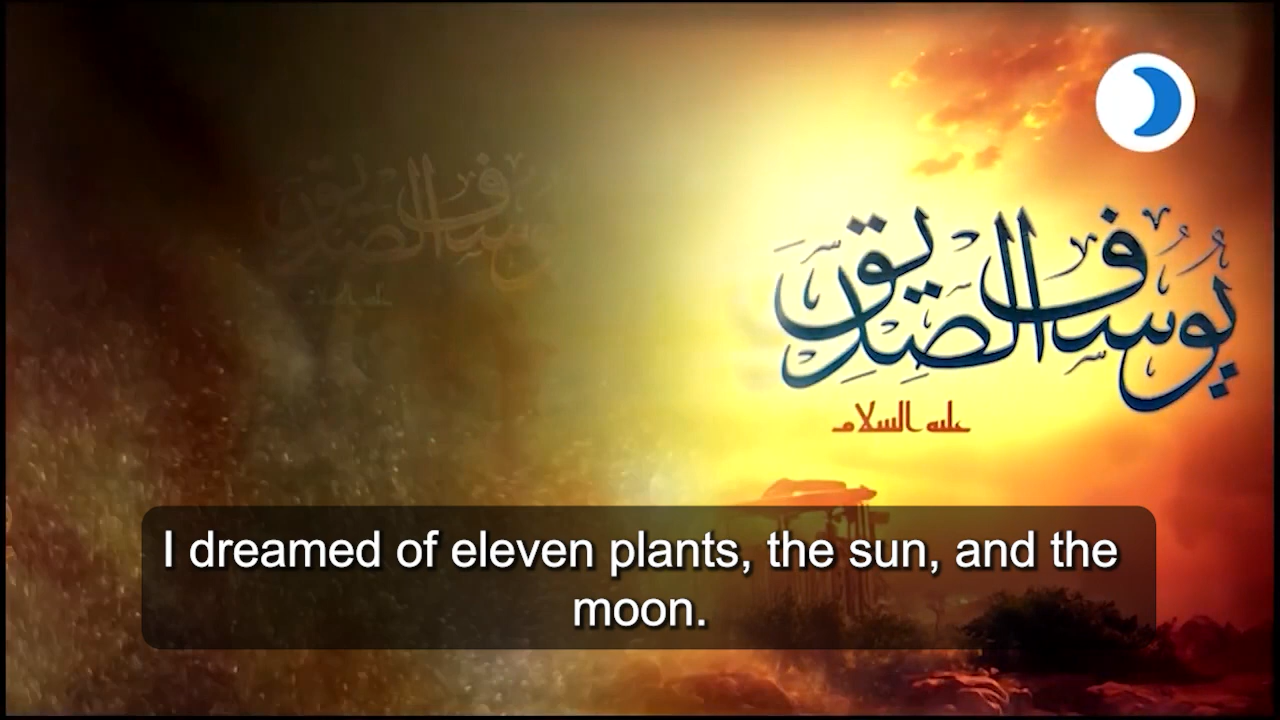 يوسف الصديق
عليه السلام
I dreamed of eleven plants, the sun, and the
moon.